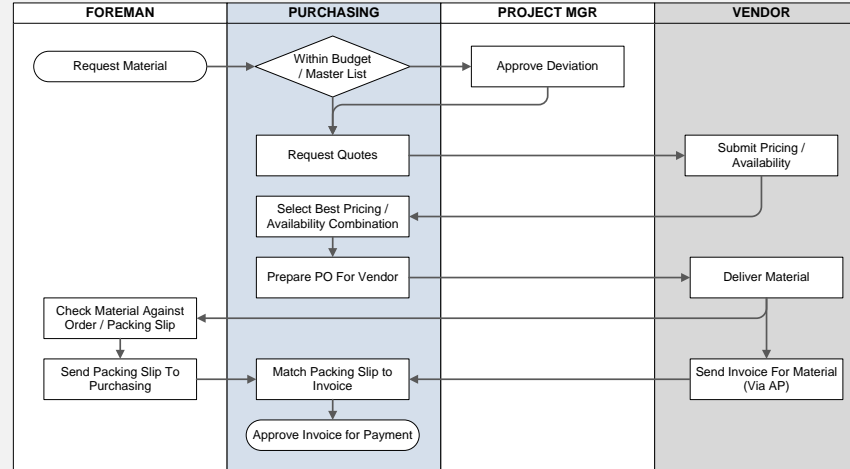 FOREMAN
PURCHASING
PROJECT MGR
VENDOR
Request Material
Within Budget
/ Master List
Approve Deviation
Request Quotes
Submit Pricing /
Availability
Select Best Pricing /
Availability Combination
Prepare PO For Vendor
Deliver Material
Check Material Against
Order / Packing Slip
Send Packing Slip To
Purchasing
Match Packing Slip to
Invoice
Send Invoice For Material
(Via AP)
Approve Invoice for Payment